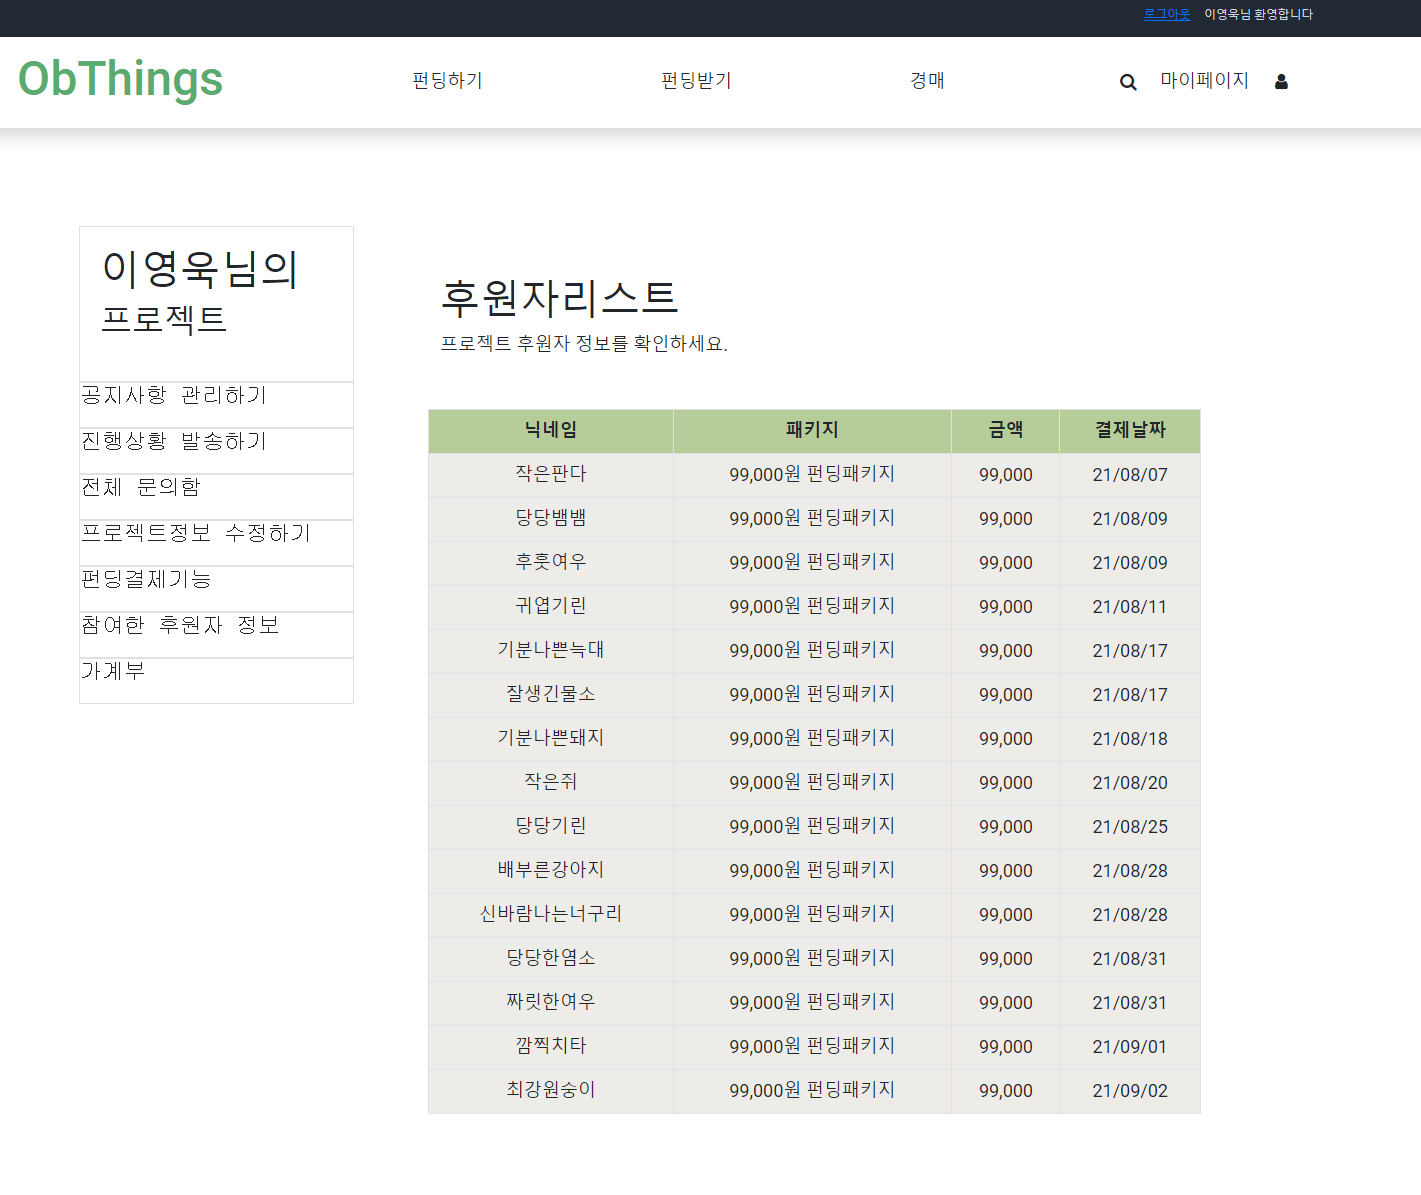 로그아웃 이영욱님 환영합니다
ObThings 펀딩하기 펀딩받기 경매 마이페이지
이영욱님의
프로젝트
공지사항 관리하기
진행상황 발송하기
전체 문의함
프로젝트정보 수정하기
펀딩결제기능
참여한 후원자 정보
가계부
후원자리스트
프로젝트 후원자 정보를 확인하세요.
닉네임 패키지 금액 결제날짜
작은판다 99,000원 펀딩패키지 99,000 21/08/07
당당뱀뱀 99,000원 펀딩패키지 99,000 21/08/09
후훗여우 99,000원 펀딩패키지 99,000 21/08/09
귀엽기린 99,000원 펀딩패키지 99,000 21/08/11
기분나쁜늑대 99,000원 펀딩패키지 99,000 21/08/17
잘생긴물소 99,000원 펀딩패키지 99,000 21/08/17
기분나쁜돼지 99,000원 펀딩패키지 99,000 21/08/18
작은쥐 99,000원 펀딩패키지 99,000 21/08/20
당당기린 99,000원 펀딩패키지 99,000 21/08/25
배부른강아지 99,000원 펀딩패키지 99,000 21/08/28
신바람나는너구리 99,000원 펀딩패키지 99,000 21/08/28
당당한염소 99,000원 펀딩패키지 99,000 21/08/31
짜릿한여우 99,000원 펀딩패키지 99,000 21/08/31
깜찍치타 99,000원 펀딩패키지 99,000 21/09/01
최강원숭이 99,000원 펀딩패키지 99,000 21/09/02